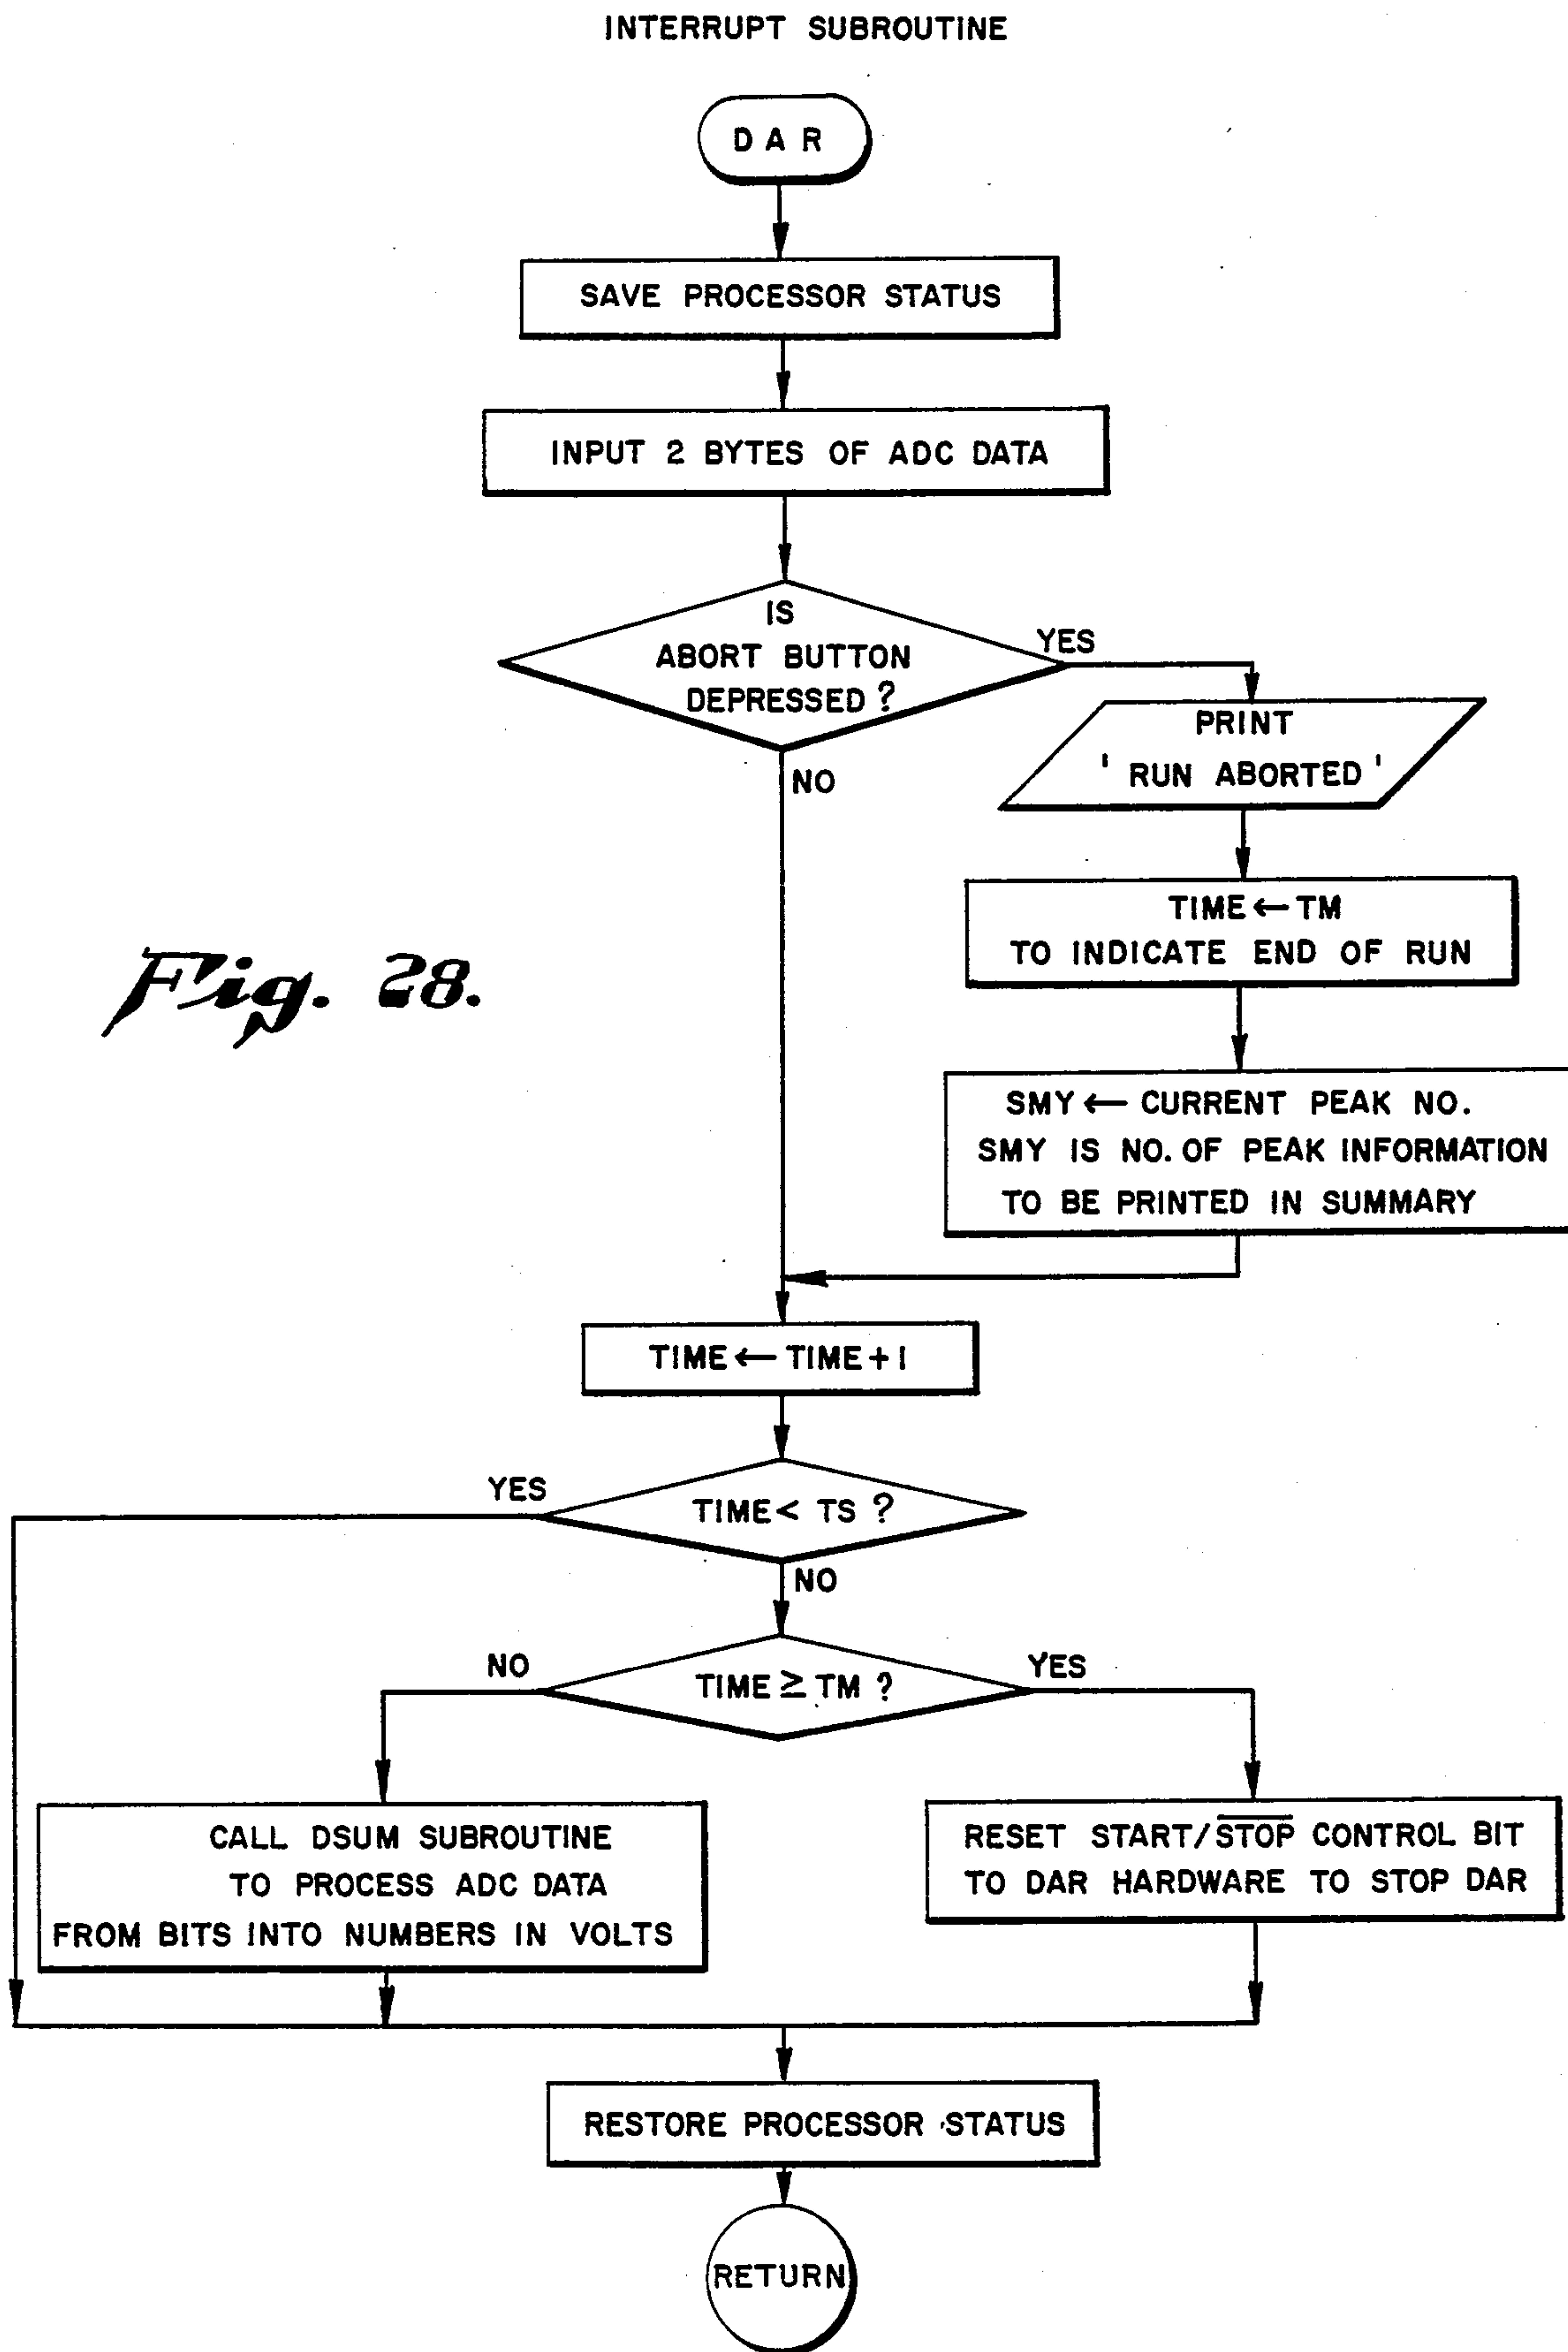 INTERRUPT SUBROUTINE
DAR
SAVE PROCESSOR STATUS
INPUT 2 BYTES OF ADC DATA
IS
ABORT BUTTON
DEPRESSED ?
YES
NO
PRINT
' RUN ABORTED '
TIME ← TM
TO INDICATE END OF RUN
Fig. 28.
SMY ← CURRENT PEAK NO.
SMY IS NO. OF PEAK INFORMATION
TO BE PRINTED IN SUMMARY
TIME ← TIME + 1
YES
TIME < TS ?
NO
NO
TIME ≥ TM ?
YES
CALL DSUM SUBROUTINE
TO PROCESS ADC DATA
FROM BITS INTO NUMBERS IN VOLTS
RESET START/S̅T̅O̅P̅ CONTROL BIT
TO DAR HARDWARE TO STOP DAR
RESTORE PROCESSOR STATUS
RETURN